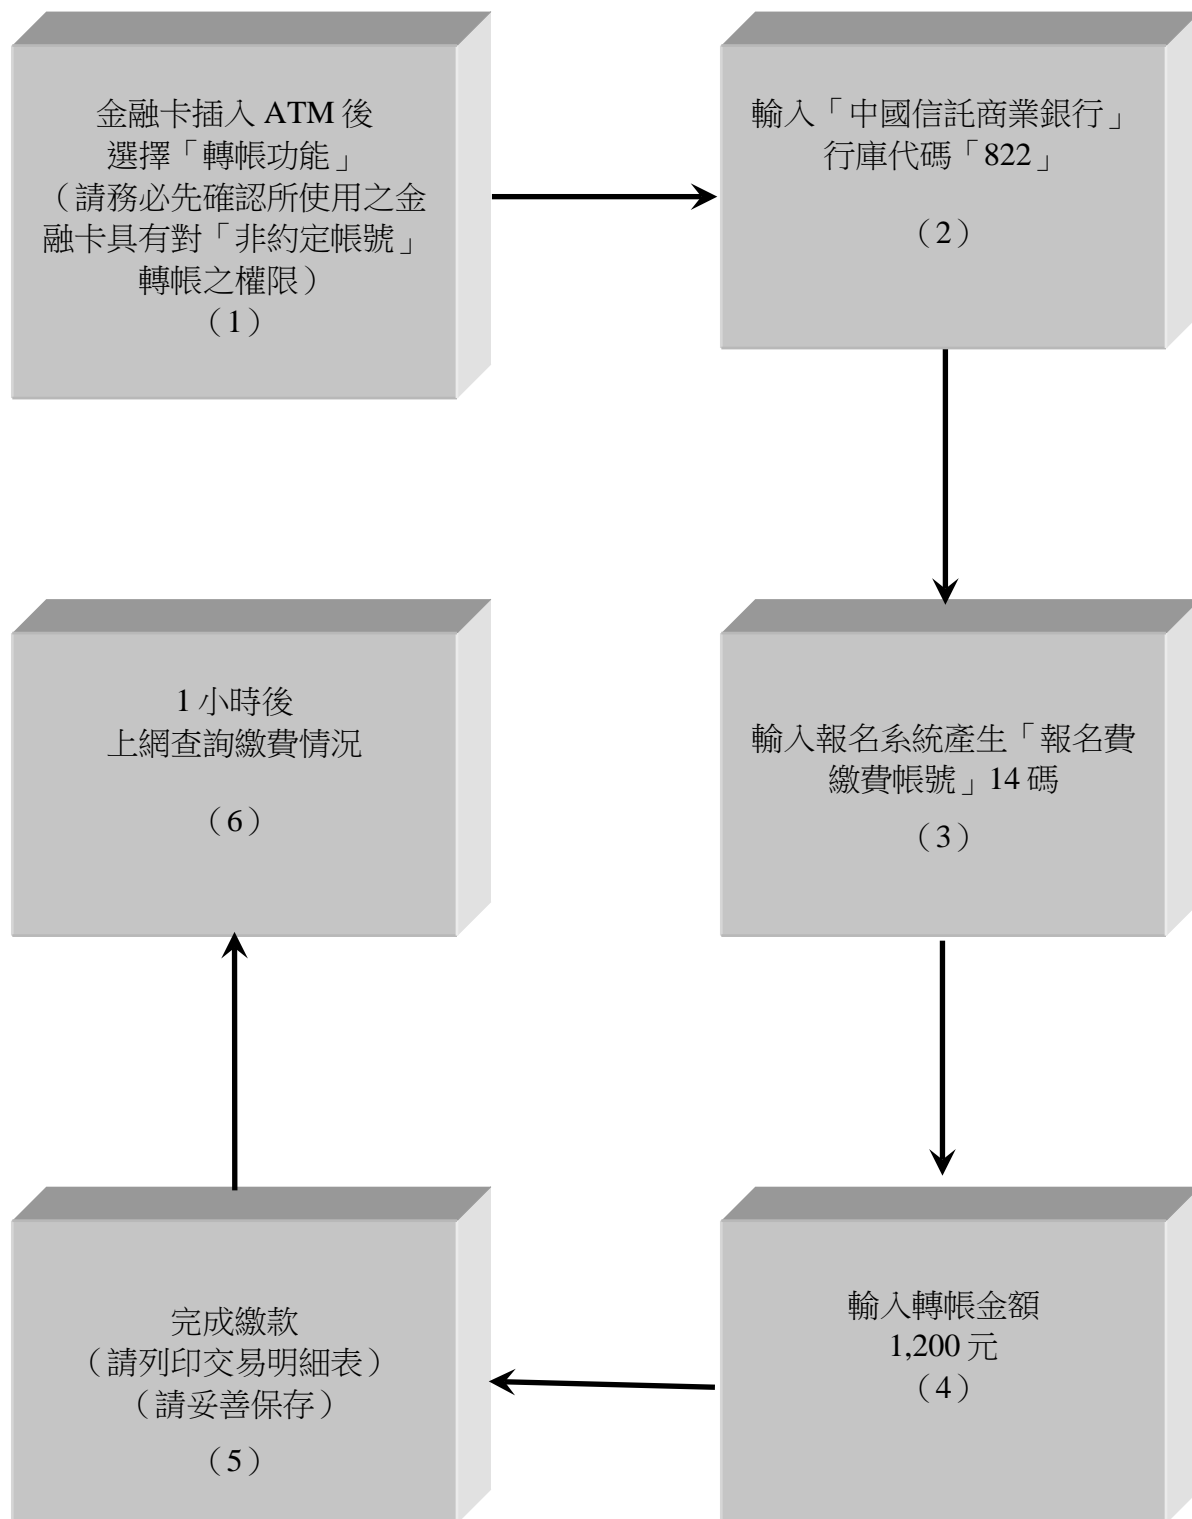 金融卡插入 ATM 後
選擇「轉帳功能」
（請務必先確認所使用之金
融卡具有對「非約定帳號」
轉帳之權限）
（1）
輸入「中國信託商業銀行」
行庫代碼「822」
（2）
輸入報名系統產生「報名費
繳費帳號」14 碼
（3）
輸入轉帳金額
1,200 元
（4）
完成繳款
（請列印交易明細表）
（請妥善保存）
（5）
1 小時後
上網查詢繳費情況
（6）